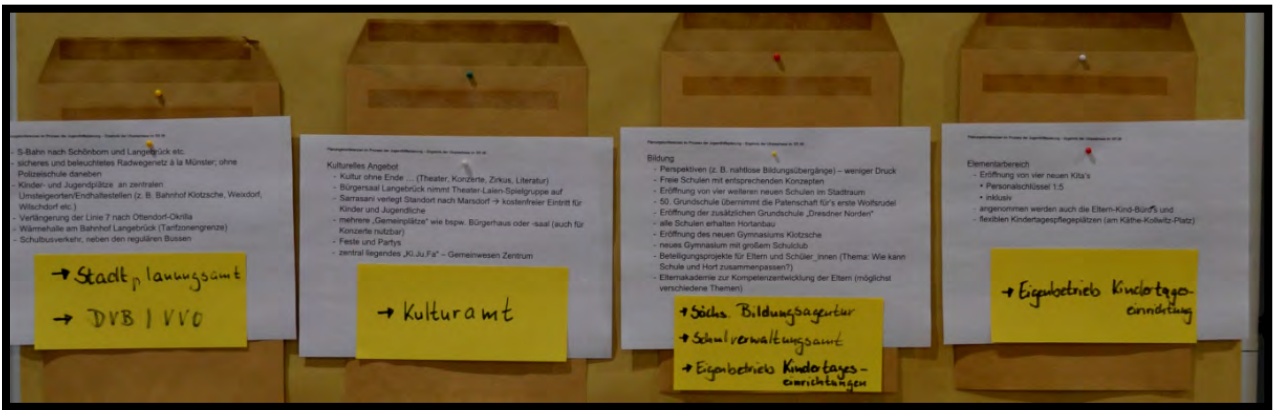 - S-Bahn nach Schönborn und Langebrück etc.
- sicheres und beleuchtetes Radwegenetz à la Münster; ohne
Polizeischule daneben
- Kinder- und Jugendplätze an zentralen
Umsteigeorten/Endhaltestellen (z. B. Bahnhof Klotzsche, Weixdorf,
Wilschdorf etc.)
- Verlängerung der Linie 7 nach Ottendorf-Okrilla
- Wärmehalle am Bahnhof Langebrück (Tarifzonengrenze)
- Schulbusverkehr, neben den regulären Bussen
→ Stadtplanungsamt
→ DVB | VVO
Kulturelles Angebot
- Kultur ohne Ende … (Theater, Konzerte, Zirkus, Literatur)
- Bürgersaal Langebrück nimmt Theater-Laien-Spielgruppe auf
- Sarrasani verlegt Standort nach Marsdorf → kostenfreier Eintritt für
Kinder und Jugendliche
- mehrere „Gemeinplätze“ wie bspw. Bürgerhaus oder -saal (auch für
Konzerte nutzbar)
- Feste und Partys
- zentral liegendes „Ki.Ju.Fa“ – Gemeinwesen Zentrum
→ Kulturamt
Bildung
- Perspektiven (z. B. nahtlose Bildungsübergänge) – weniger Druck
- Freie Schulen mit entsprechenden Konzepten
- Eröffnung von vier weiteren neuen Schulen im Stadtraum
- 50. Grundschule übernimmt die Patenschaft für's erste Wolfsrudel
- Eröffnung der zusätzlichen Grundschule „Dresdner Norden“
- alle Schulen erhalten Hortanbau
- Eröffnung des neuen Gymnasiums Klotzsche
- neues Gymnasium mit großem Schulclub
- Beteiligungsprojekte für Eltern und Schüler_innen (Thema: Wie kann
Schule und Hort zusammenpassen?)
- Elternakademie zur Kompetenzentwicklung der Eltern (möglichst
verschiedene Themen)
→ Sächs. Bildungsagentur
→ Schulverwaltungsamt
→ Eigenbetrieb Kindertages-
einrichtungen
Elementarbereich
- Eröffnung von vier neuen Kita's
• Personalschlüssel 1:5
• inklusiv
- angenommen werden auch die Eltern-Kind-Büro's und
- flexiblen Kindertagespflegeplätzen (am Käthe-Kollwitz-Platz)
→ Eigenbetrieb Kindertages-
einrichtung